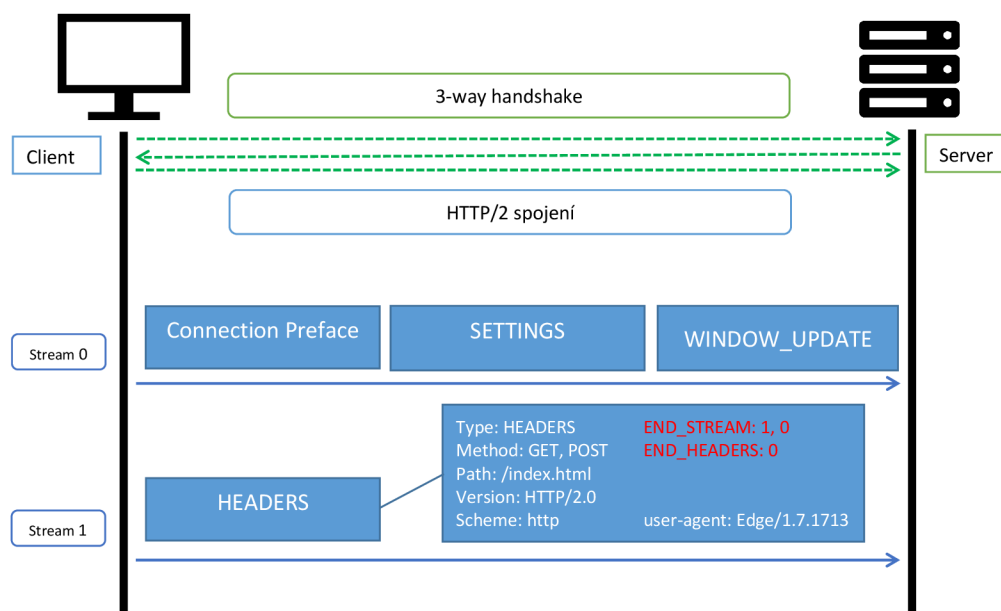 3-way handshake
Client
Server
HTTP/2 spojení
Connection Preface
SETTINGS
WINDOW_UPDATE
Stream 0
Type: HEADERS END_STREAM: 1, 0
Method: GET, POST END_HEADERS: 0
Path: /index.html
Version: HTTP/2.0
Scheme: http user-agent: Edge/1.7.1713
HEADERS
Stream 1